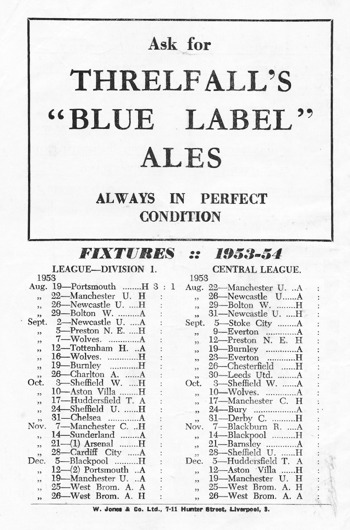 Ask for
THRELFALL'S
"BLUE LABEL"
ALES
ALWAYS IN PERFECT
CONDITION
FIXTURES :: 1953-54
LEAGUE—DIVISION 1.
1953
Aug. 19—Portsmouth ........H 3 : 1
„ 22—Manchester U. H :
„ 26—Newcastle U. ....H :
„ 29—Bolton W. ........A :
Sept. 2—Newcastle U. ....A :
„ 5—Preston N. E. ....H :
„ 7—Wolves. ............A :
„ 12—Tottenham H. ..A :
„ 16—Wolves. ............H :
„ 19—Burnley ............H :
„ 26—Charlton A. ......A :
Oct. 3—Sheffield W. ....H :
„ 10—Aston Villa ......H :
„ 17—Huddersfield T. A :
„ 24—Sheffield U. ......H :
„ 31—Chelsea. ............A :
Nov. 7—Manchester C. ..H :
„ 14—Sunderland ......A :
„ 21—(1) Arsenal ......H :
„ 28—Cardiff City ......A :
Dec. 5—Blackpool ..........H :
„ 12—(2) Portsmouth ..A :
„ 19—Manchester U. ..A :
„ 25—West Brom. A. H :
„ 26—West Brom. A. H :
CENTRAL LEAGUE.
1953
Aug. 22—Manchester U. ..A :
„ 26—Newcastle U.......A :
„ 29—Bolton W. ........H :
„ 31—Newcastle U. ....H :
Sept. 5—Stoke City ........A :
„ 9—Everton ............A :
„ 12—Preston N. E. H :
„ 19—Burnley ............A :
„ 23—Everton ............H :
„ 26—Chesterfield ......H :
„ 30—Leeds Utd. ........A :
Oct. 3—Sheffield W. ......A :
„ 10—Wolves. ............A :
„ 17—Manchester C. H :
„ 24—Bury ................A :
„ 31—Derby C. ..........H :
Nov. 7—Blackburn R. ....A :
„ 14—Blackpool ..........H :
„ 21—Barnsley ..........A :
„ 28—Sheffield U. ......H :
Dec. 5—Huddersfield T. A :
„ 12—Aston Villa ......H :
„ 19—Manchester U. ..H :
„ 25—West Brom. A. H :
„ 26—West Brom. A. A :
W. Jones & Co. Ltd., 7-11 Hunter Street, Liverpool, 3.